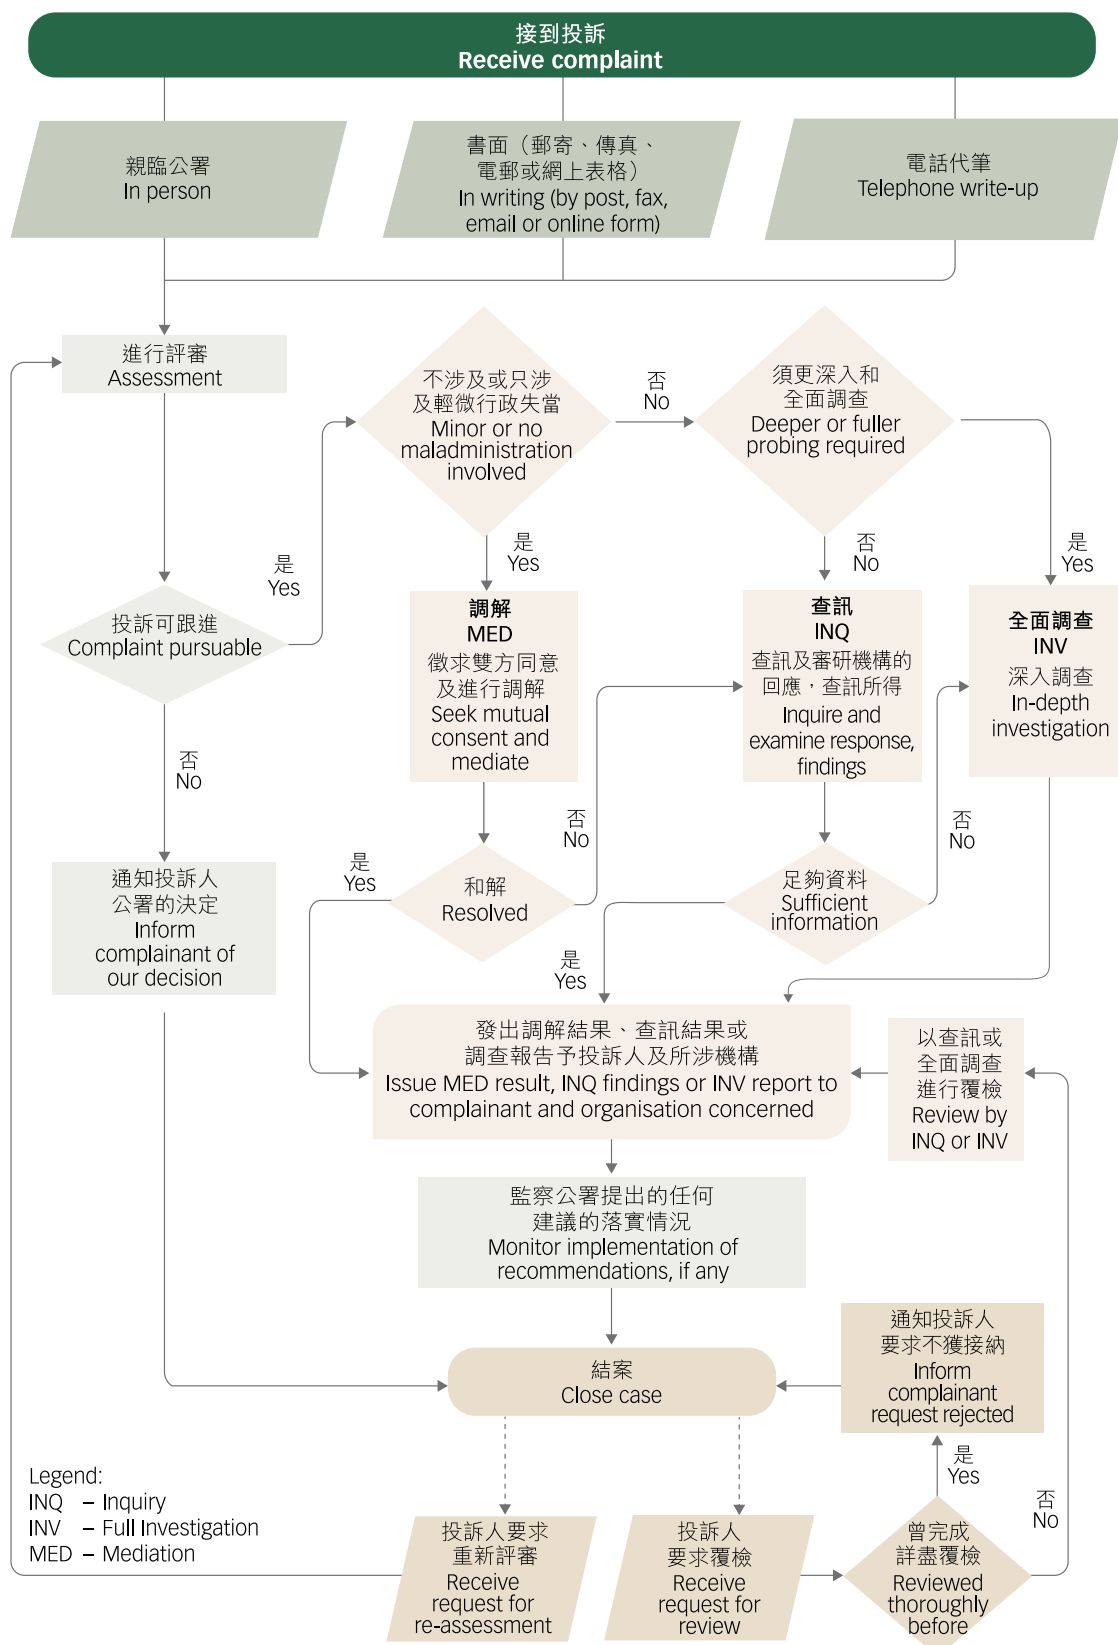 接到投訴
Receive complaint
親臨公署
In person
書面（郵寄、傳真、
電郵或網上表格）
In writing (by post, fax,
email or online form)
電話代筆
Telephone write-up
進行評審
Assessment
不涉及或只涉
及輕微行政失當
Minor or no
maladministration
involved
否
No
須更深入和
全面調查
Deeper or fuller
probing required
是
Yes
是
Yes
否
No
是
Yes
投訴可跟進
Complaint pursuable
調解
MED
徵求雙方同意
及進行調解
Seek mutual
consent and
mediate
查訊
INQ
查訊及審研機構的
回應，查訊所得
Inquire and
examine response,
findings
全面調查
INV
深入調查
In-depth
investigation
否
No
否
No
否
No
是
Yes
和解
Resolved
足夠資料
Sufficient
information
通知投訴人
公署的決定
Inform
complainant of
our decision
是
Yes
發出調解結果、查訊結果或
調查報告予投訴人及所涉機構
Issue MED result, INQ findings or INV report to
complainant and organisation concerned
以查訊或
全面調查
進行覆檢
Review by
INQ or INV
監察公署提出的任何
建議的落實情況
Monitor implementation of
recommendations, if any
結案
Close case
通知投訴人
要求不獲接納
Inform
complainant
request rejected
是
Yes
否
No
Legend:
INQ – Inquiry
INV – Full Investigation
MED – Mediation
投訴人要求
重新評審
Receive
request for
re-assessment
投訴人
要求覆檢
Receive
request for
review
曾完成
詳盡覆檢
Reviewed
thoroughly
before